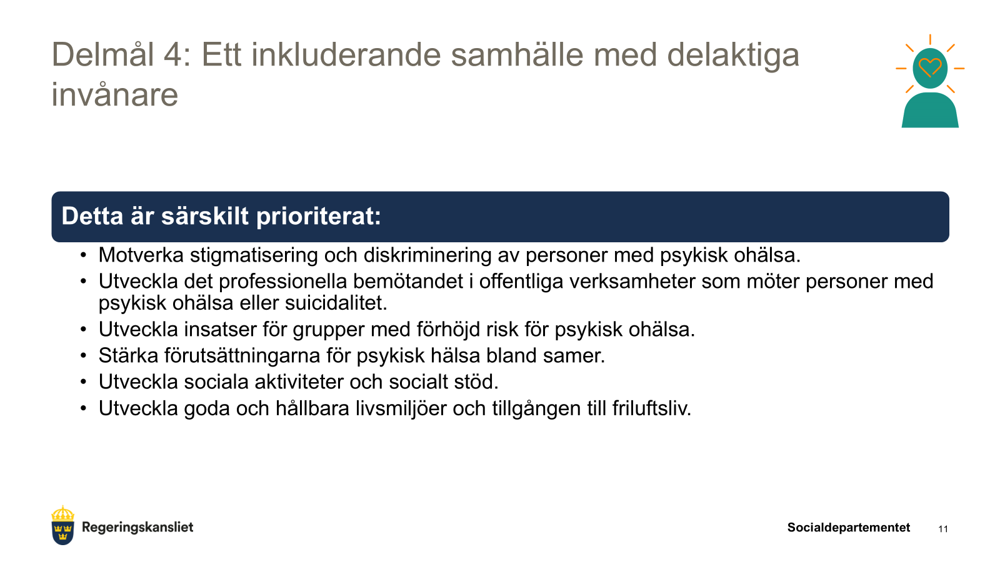 Delmål 4: Ett inkluderande samhälle med delaktiga
invånare
Detta är särskilt prioriterat:
• Motverka stigmatisering och diskriminering av personer med psykisk ohälsa.
• Utveckla det professionella bemötandet i offentliga verksamheter som möter personer med
psykisk ohälsa eller suicidalitet.
• Utveckla insatser för grupper med förhöjd risk för psykisk ohälsa.
• Stärka förutsättningarna för psykisk hälsa bland samer.
• Utveckla sociala aktiviteter och socialt stöd.
• Utveckla goda och hållbara livsmiljöer och tillgången till friluftsliv.
Regeringskansliet
Socialdepartementet 11